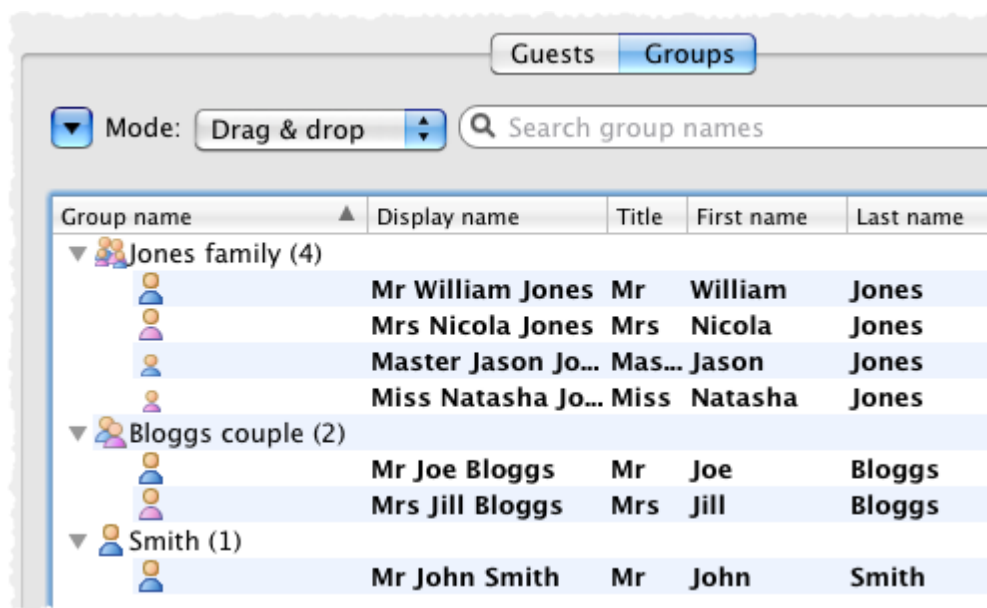 Guests Groups
Mode: Drag & drop Search group names
Group name Display name Title First name Last name
Jones family (4)
Mr William Jones Mr William Jones
Mrs Nicola Jones Mrs Nicola Jones
Master Jason Jo... Mas... Jason Jones
Miss Natasha Jo... Miss Natasha Jones
Bloggs couple (2)
Mr Joe Bloggs Mr Joe Bloggs
Mrs Jill Bloggs Mrs Jill Bloggs
Smith (1)
Mr John Smith Mr John Smith